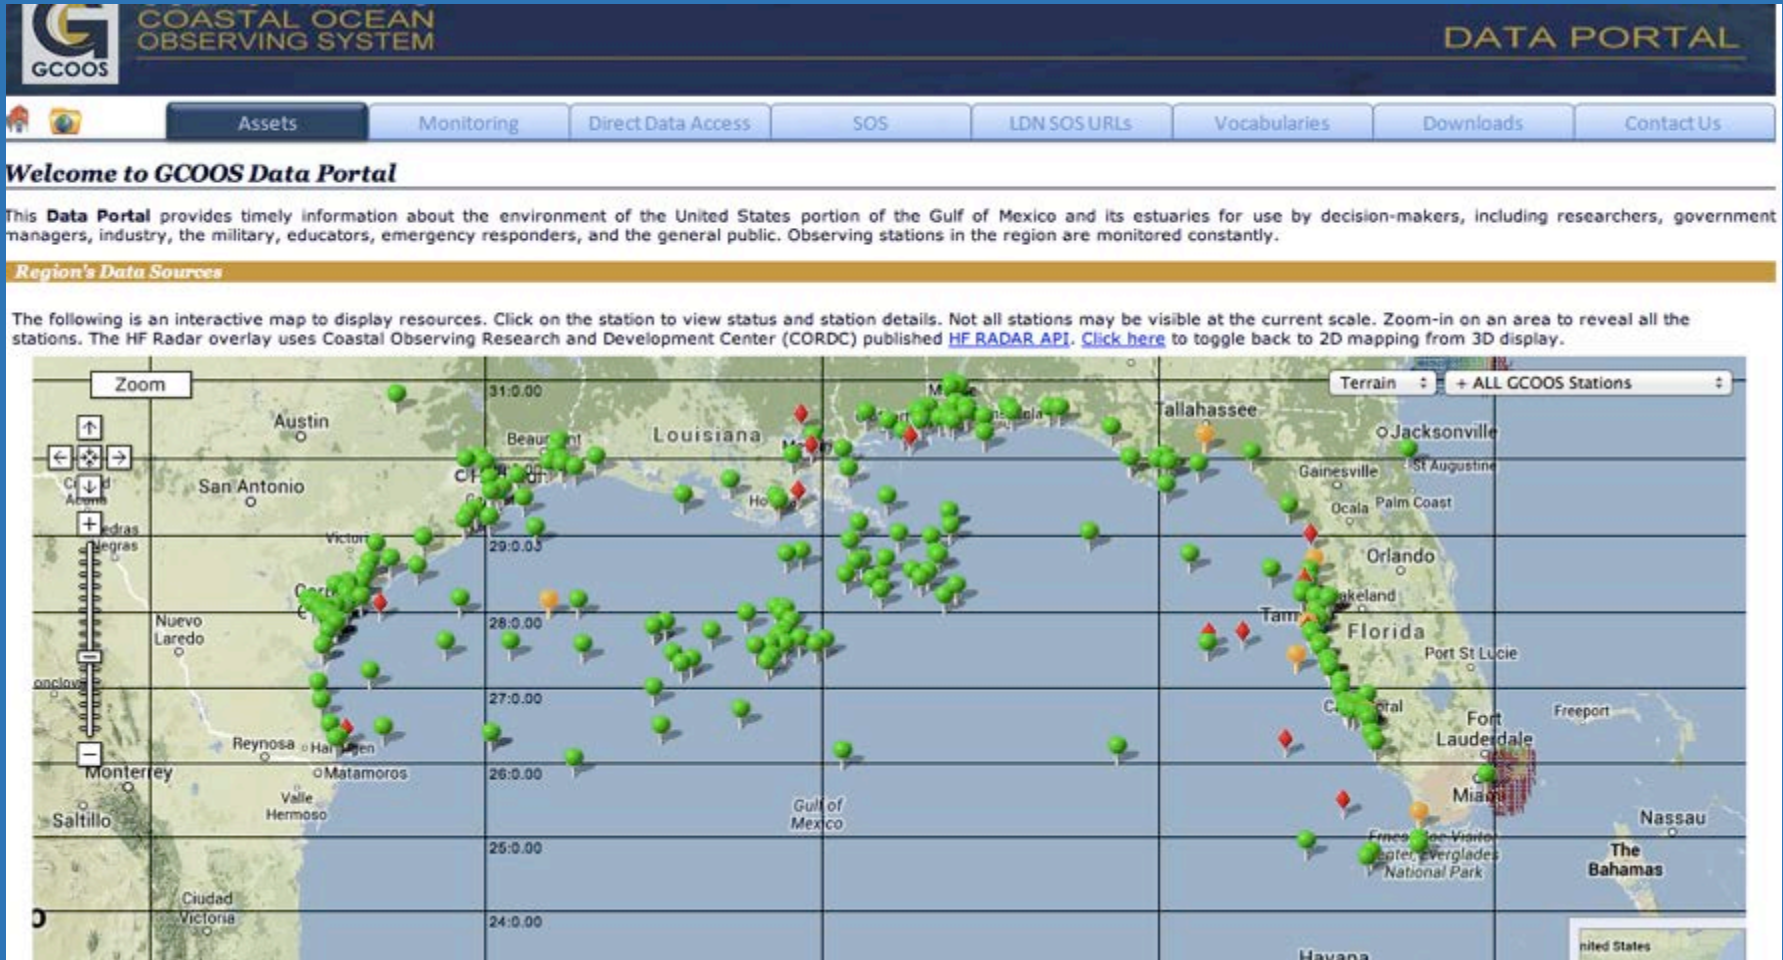 COASTAL OCEAN
OBSERVING SYSTEM
GCOOS
DATA PORTAL
Assets
Monitoring
Direct Data Access
SOS
LDN SOS URLs
Vocabularies
Downloads
Contact Us
Welcome to GCOOS Data Portal
This Data Portal provides timely information about the environment of the United States portion of the Gulf of Mexico and its estuaries for use by decision-makers, including researchers, government
managers, industry, the military, educators, emergency responders, and the general public. Observing stations in the region are monitored constantly.
Region's Data Sources
The following is an interactive map to display resources. Click on the station to view status and station details. Not all stations may be visible at the current scale. Zoom-in on an area to reveal all the
stations. The HF Radar overlay uses Coastal Observing Research and Development Center (CORDC) published HF RADAR API. Click here to toggle back to 2D mapping from 3D display.
Zoom
Terrain
+ ALL GCOOS Stations
31:0.00
Austin
Louisiana
Tallahassee
Jacksonville
St Augustine
Gainesville
San Antonio
Ocala
Palm Coast
29:0.03
Orlando
Nuevo
Laredo
28:0.00
Florida
Port St Lucie
27:0.00
Reynosa
Fort
Lauderdale
Freeport
Monterrey
Matamoros
26:0.00
Valle
Hermoso
Saltillo
Gulf of
Mexico
Miami
Nassau
25:0.00
Everglades
National Park
The
Bahamas
Ciudad
Victoria
24:0.00
Havana
nited States